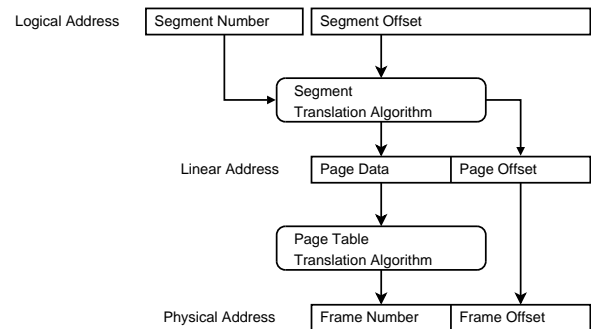 Logical Address Segment Number Segment Offset
Segment
Translation Algorithm
Linear Address Page Data Page Offset
Page Table
Translation Algorithm
Physical Address Frame Number Frame Offset